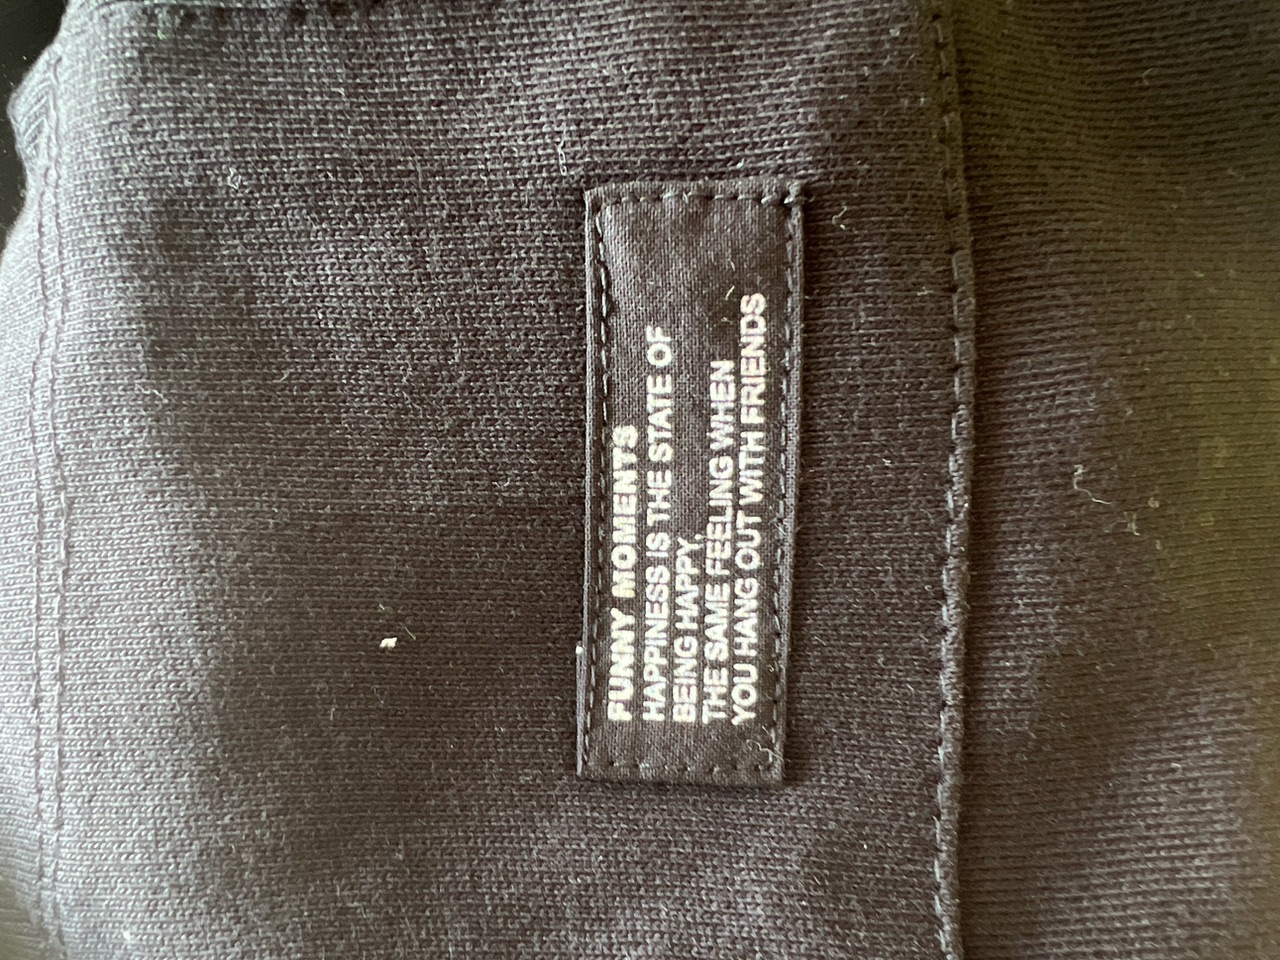 FUNNY MOMENTS
HAPPINESS IS THE STATE OF
BEING HAPPY,
THE SAME FEELING WHEN
YOU HANG OUT WITH FRIENDS